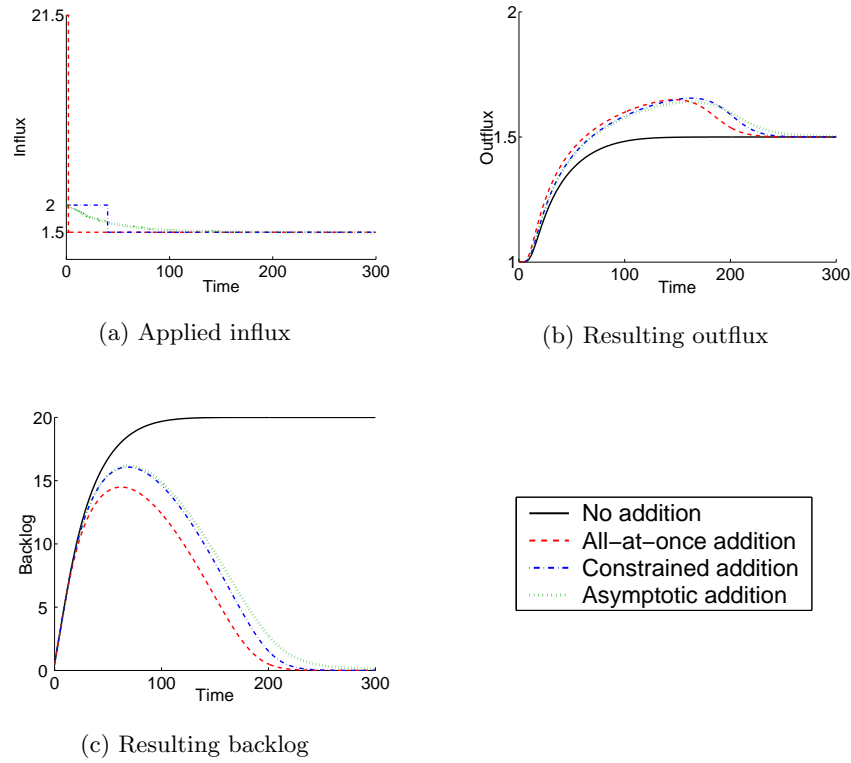 21.5
2
1.5
Influx
0
100
200
300
Time
(a) Applied influx
2
1.5
1
Outflux
0
100
200
300
Time
(b) Resulting outflux
20
15
10
5
0
Backlog
0
100
200
300
Time
(c) Resulting backlog
No addition
All-at-once addition
Constrained addition
Asymptotic addition